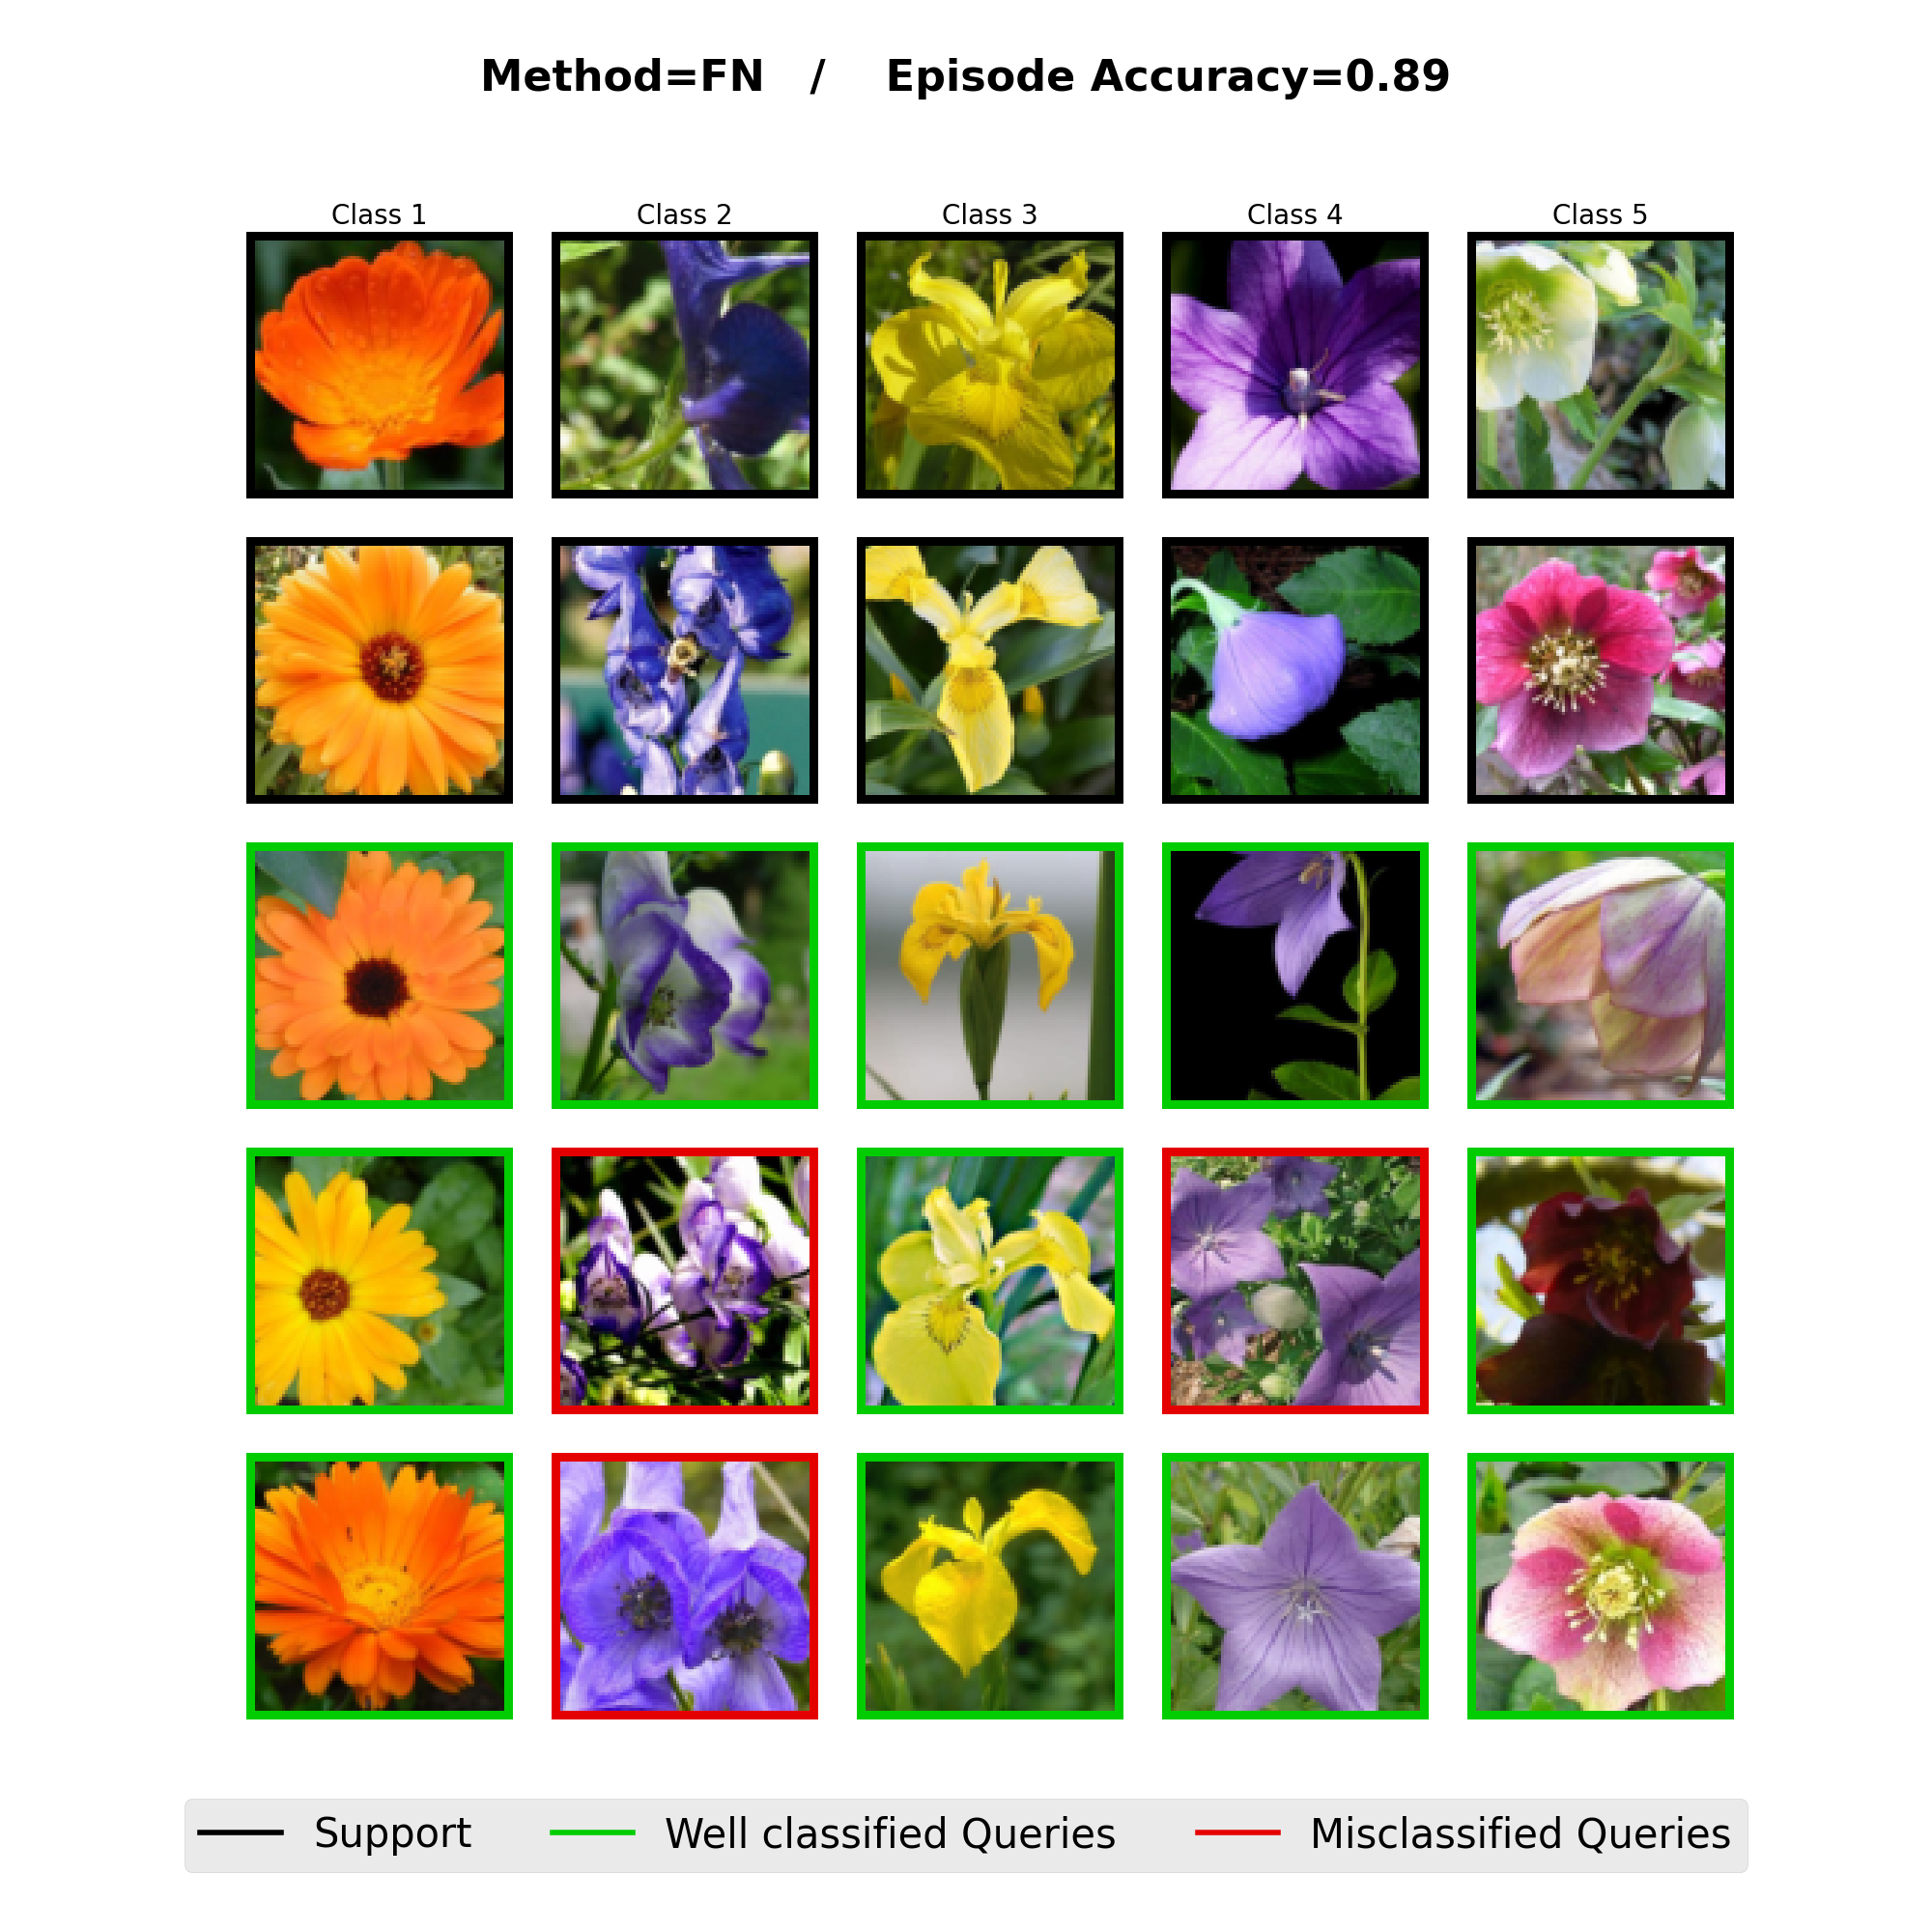 Method=FN / Episode Accuracy=0.89
Class 1 Class 2 Class 3 Class 4 Class 5
Support Well classified Queries Misclassified Queries